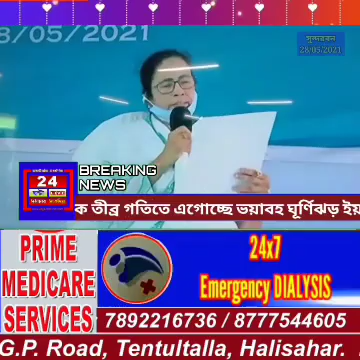 8/05/2021
সুন্দরবন
28/05/2021
24
BREAKING
NEWS
ক তীব্র গতিতে এগোচ্ছে ভয়াবহ ঘূর্ণিঝড় ইয়
PRIME
MEDICARE
SERVICES
24x7
Emergency DIALYSIS
7892216736 / 8777544605
G.P. Road, Tentultalla, Halisahar.